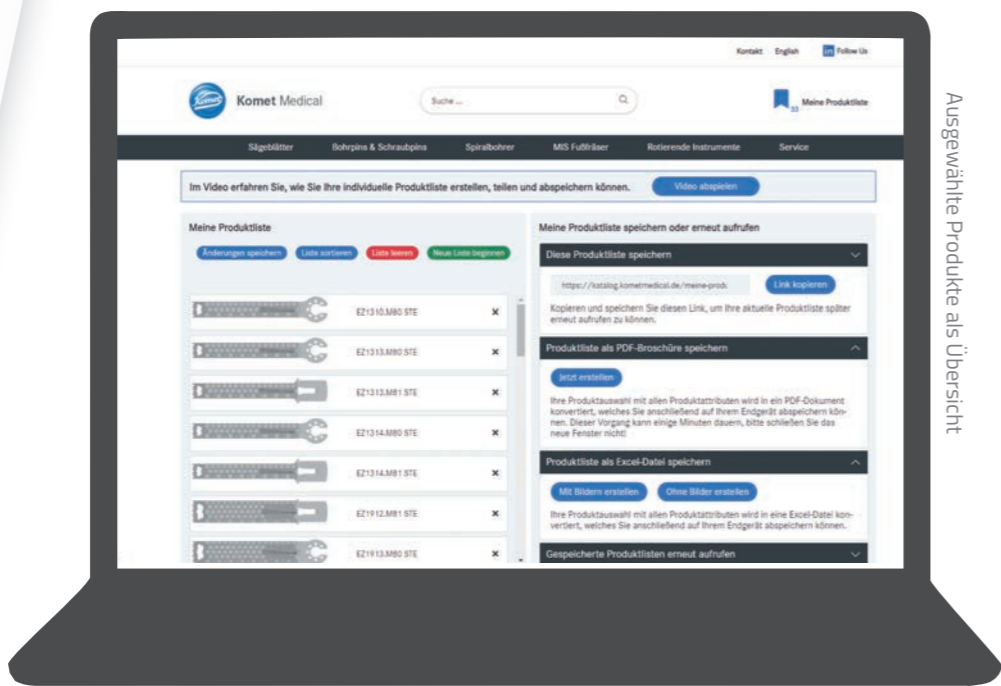 Kontakt English in Follow Us
Komet
Komet Medical
Suche ...
33 Meine Produktliste
Sägeblätter Bohrpins & Schraubpins Spiralbohrer MIS Fußfräser Rotierende Instrumente Service
Im Video erfahren Sie, wie Sie Ihre individuelle Produktliste erstellen, teilen und abspeichern können. Video abspielen
Meine Produktliste
Änderungen speichern Liste sortieren Liste leeren Neue Liste beginnen
EZ1310.M80 STE
EZ1313.M80 STE
EZ1313.M81 STE
EZ1314.M80 STE
EZ1314.M81 STE
EZ1912.M81 STE
EZ1913.M80 STE
Meine Produktliste speichern oder erneut aufrufen
Diese Produktliste speichern
https://katalog.kometmedical.de/meine-produ Link kopieren
Kopieren und speichern Sie diesen Link, um Ihre aktuelle Produktliste später
erneut aufrufen zu können.
Produktliste als PDF-Broschüre speichern
Jetzt erstellen
Ihre Produktauswahl mit allen Produktattributen wird in ein PDF-Dokument
konvertiert, welches Sie anschließend auf Ihrem Endgerät abspeichern kön-
nen. Dieser Vorgang kann einige Minuten dauern, bitte schließen Sie das
neue Fenster nicht!
Produktliste als Excel-Datei speichern
Mit Bildern erstellen Ohne Bilder erstellen
Ihre Produktauswahl mit allen Produktattributen wird in eine Excel-Datei kon-
vertiert, welches Sie anschließend auf Ihrem Endgerät abspeichern können.
Gespeicherte Produktlisten erneut aufrufen
Ausgewählte Produkte als Übersicht